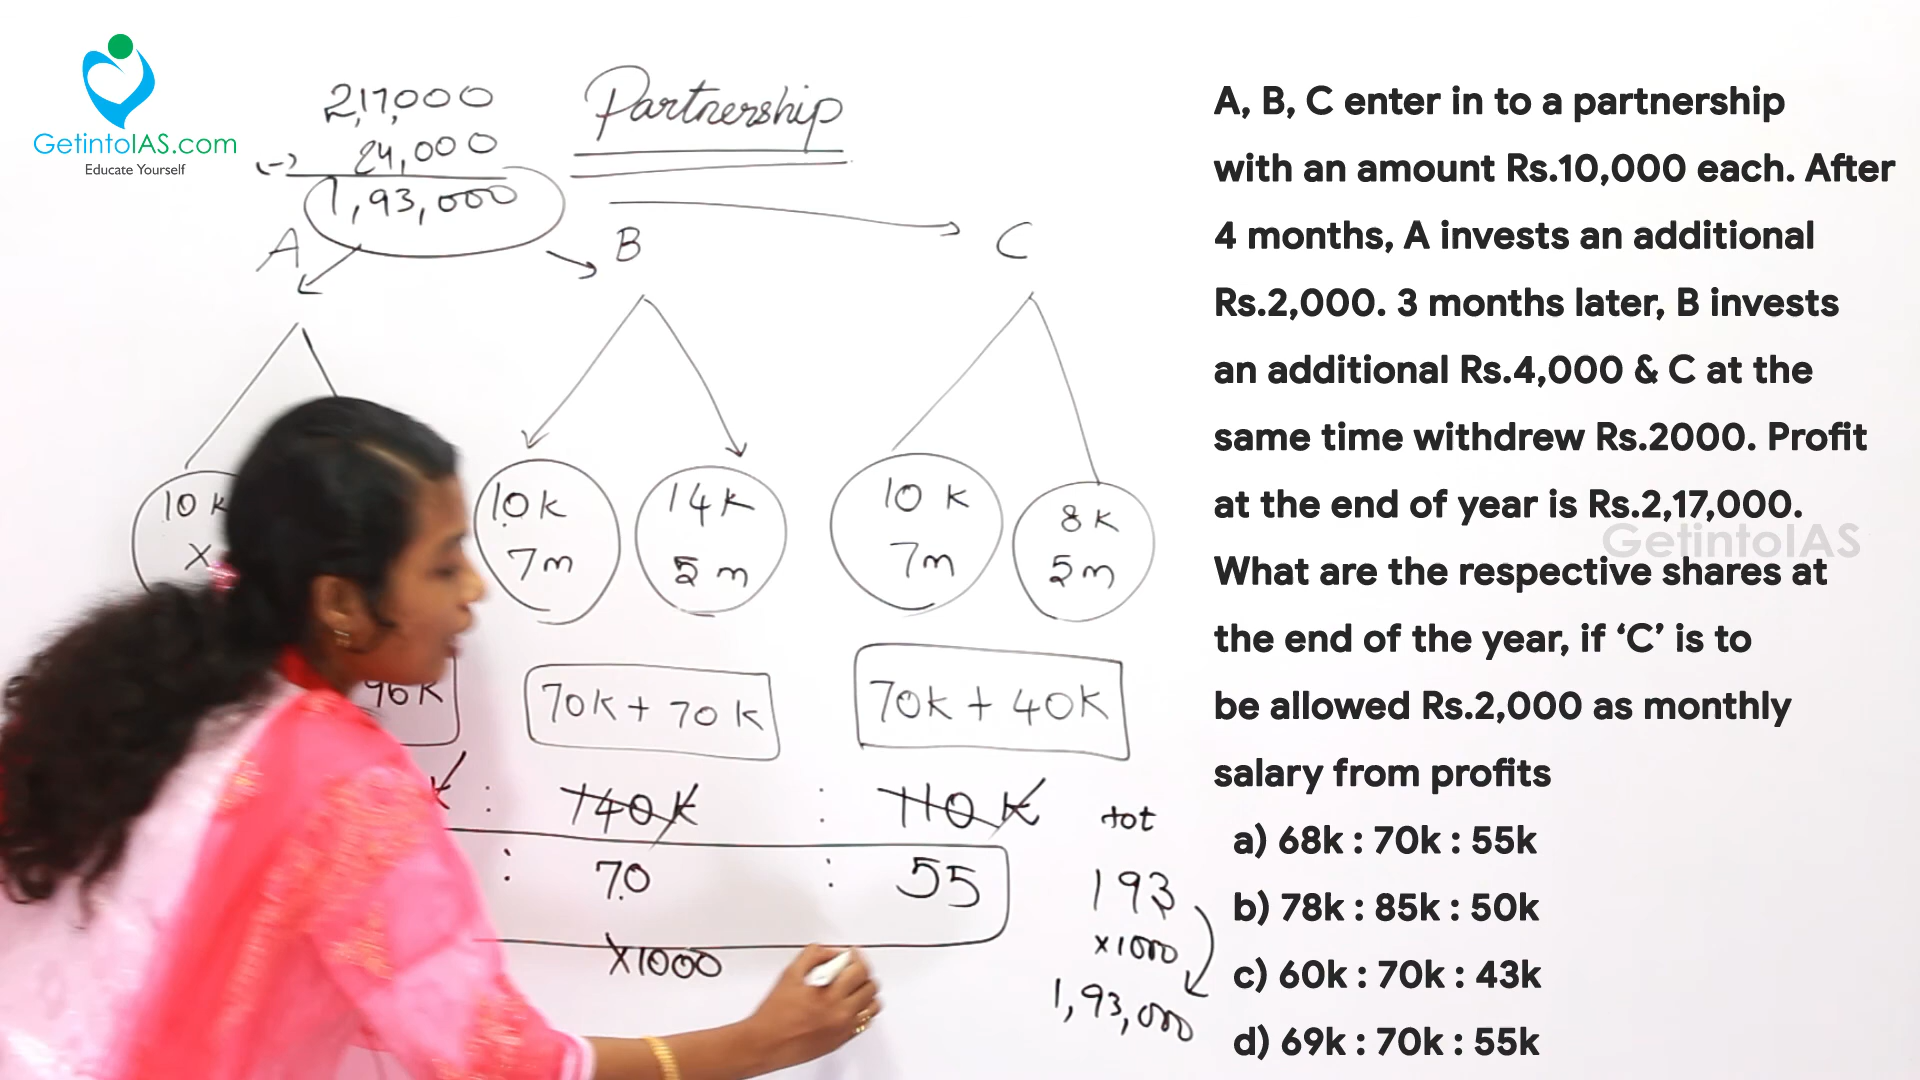 GetintoIAS.com
Educate Yourself
2,17,000
(-) 24,000
1,93,000
Partnership
A B C
10 k 10k 14k 10 k 8k
x 7m 5m 7m 5m
96k 70k + 70k 70k + 40k
: 140k : 110k tot
: 70 : 55 193
x1000 x1000
1,93,000
A, B, C enter in to a partnership
with an amount Rs.10,000 each. After
4 months, A invests an additional
Rs.2,000. 3 months later, B invests
an additional Rs.4,000 & C at the
same time withdrew Rs.2000. Profit
at the end of year is Rs.2,17,000.
GetintoIAS
What are the respective shares at
the end of the year, if ‘C’ is to
be allowed Rs.2,000 as monthly
salary from profits
a) 68k : 70k : 55k
b) 78k : 85k : 50k
c) 60k : 70k : 43k
d) 69k : 70k : 55k